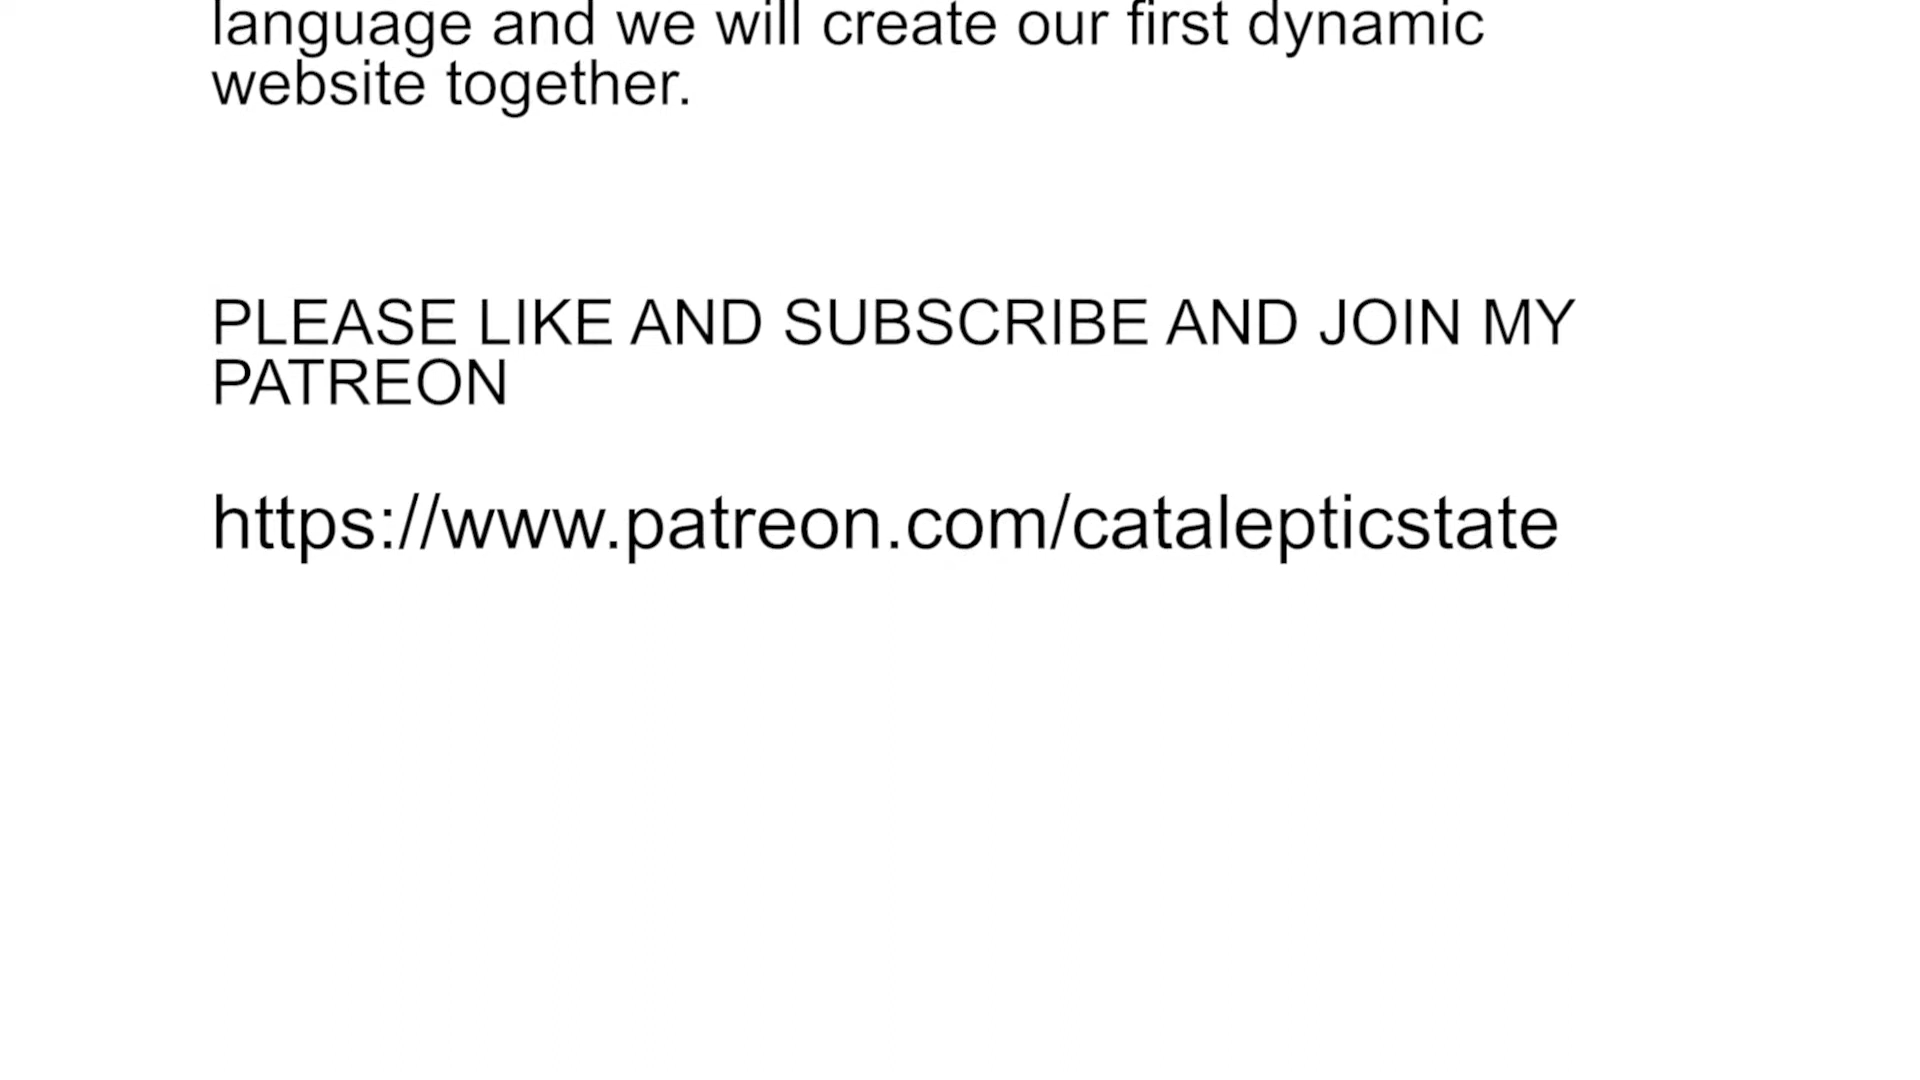 language and we will create our first dynamic
website together.
PLEASE LIKE AND SUBSCRIBE AND JOIN MY
PATREON
https://www.patreon.com/catalepticstate